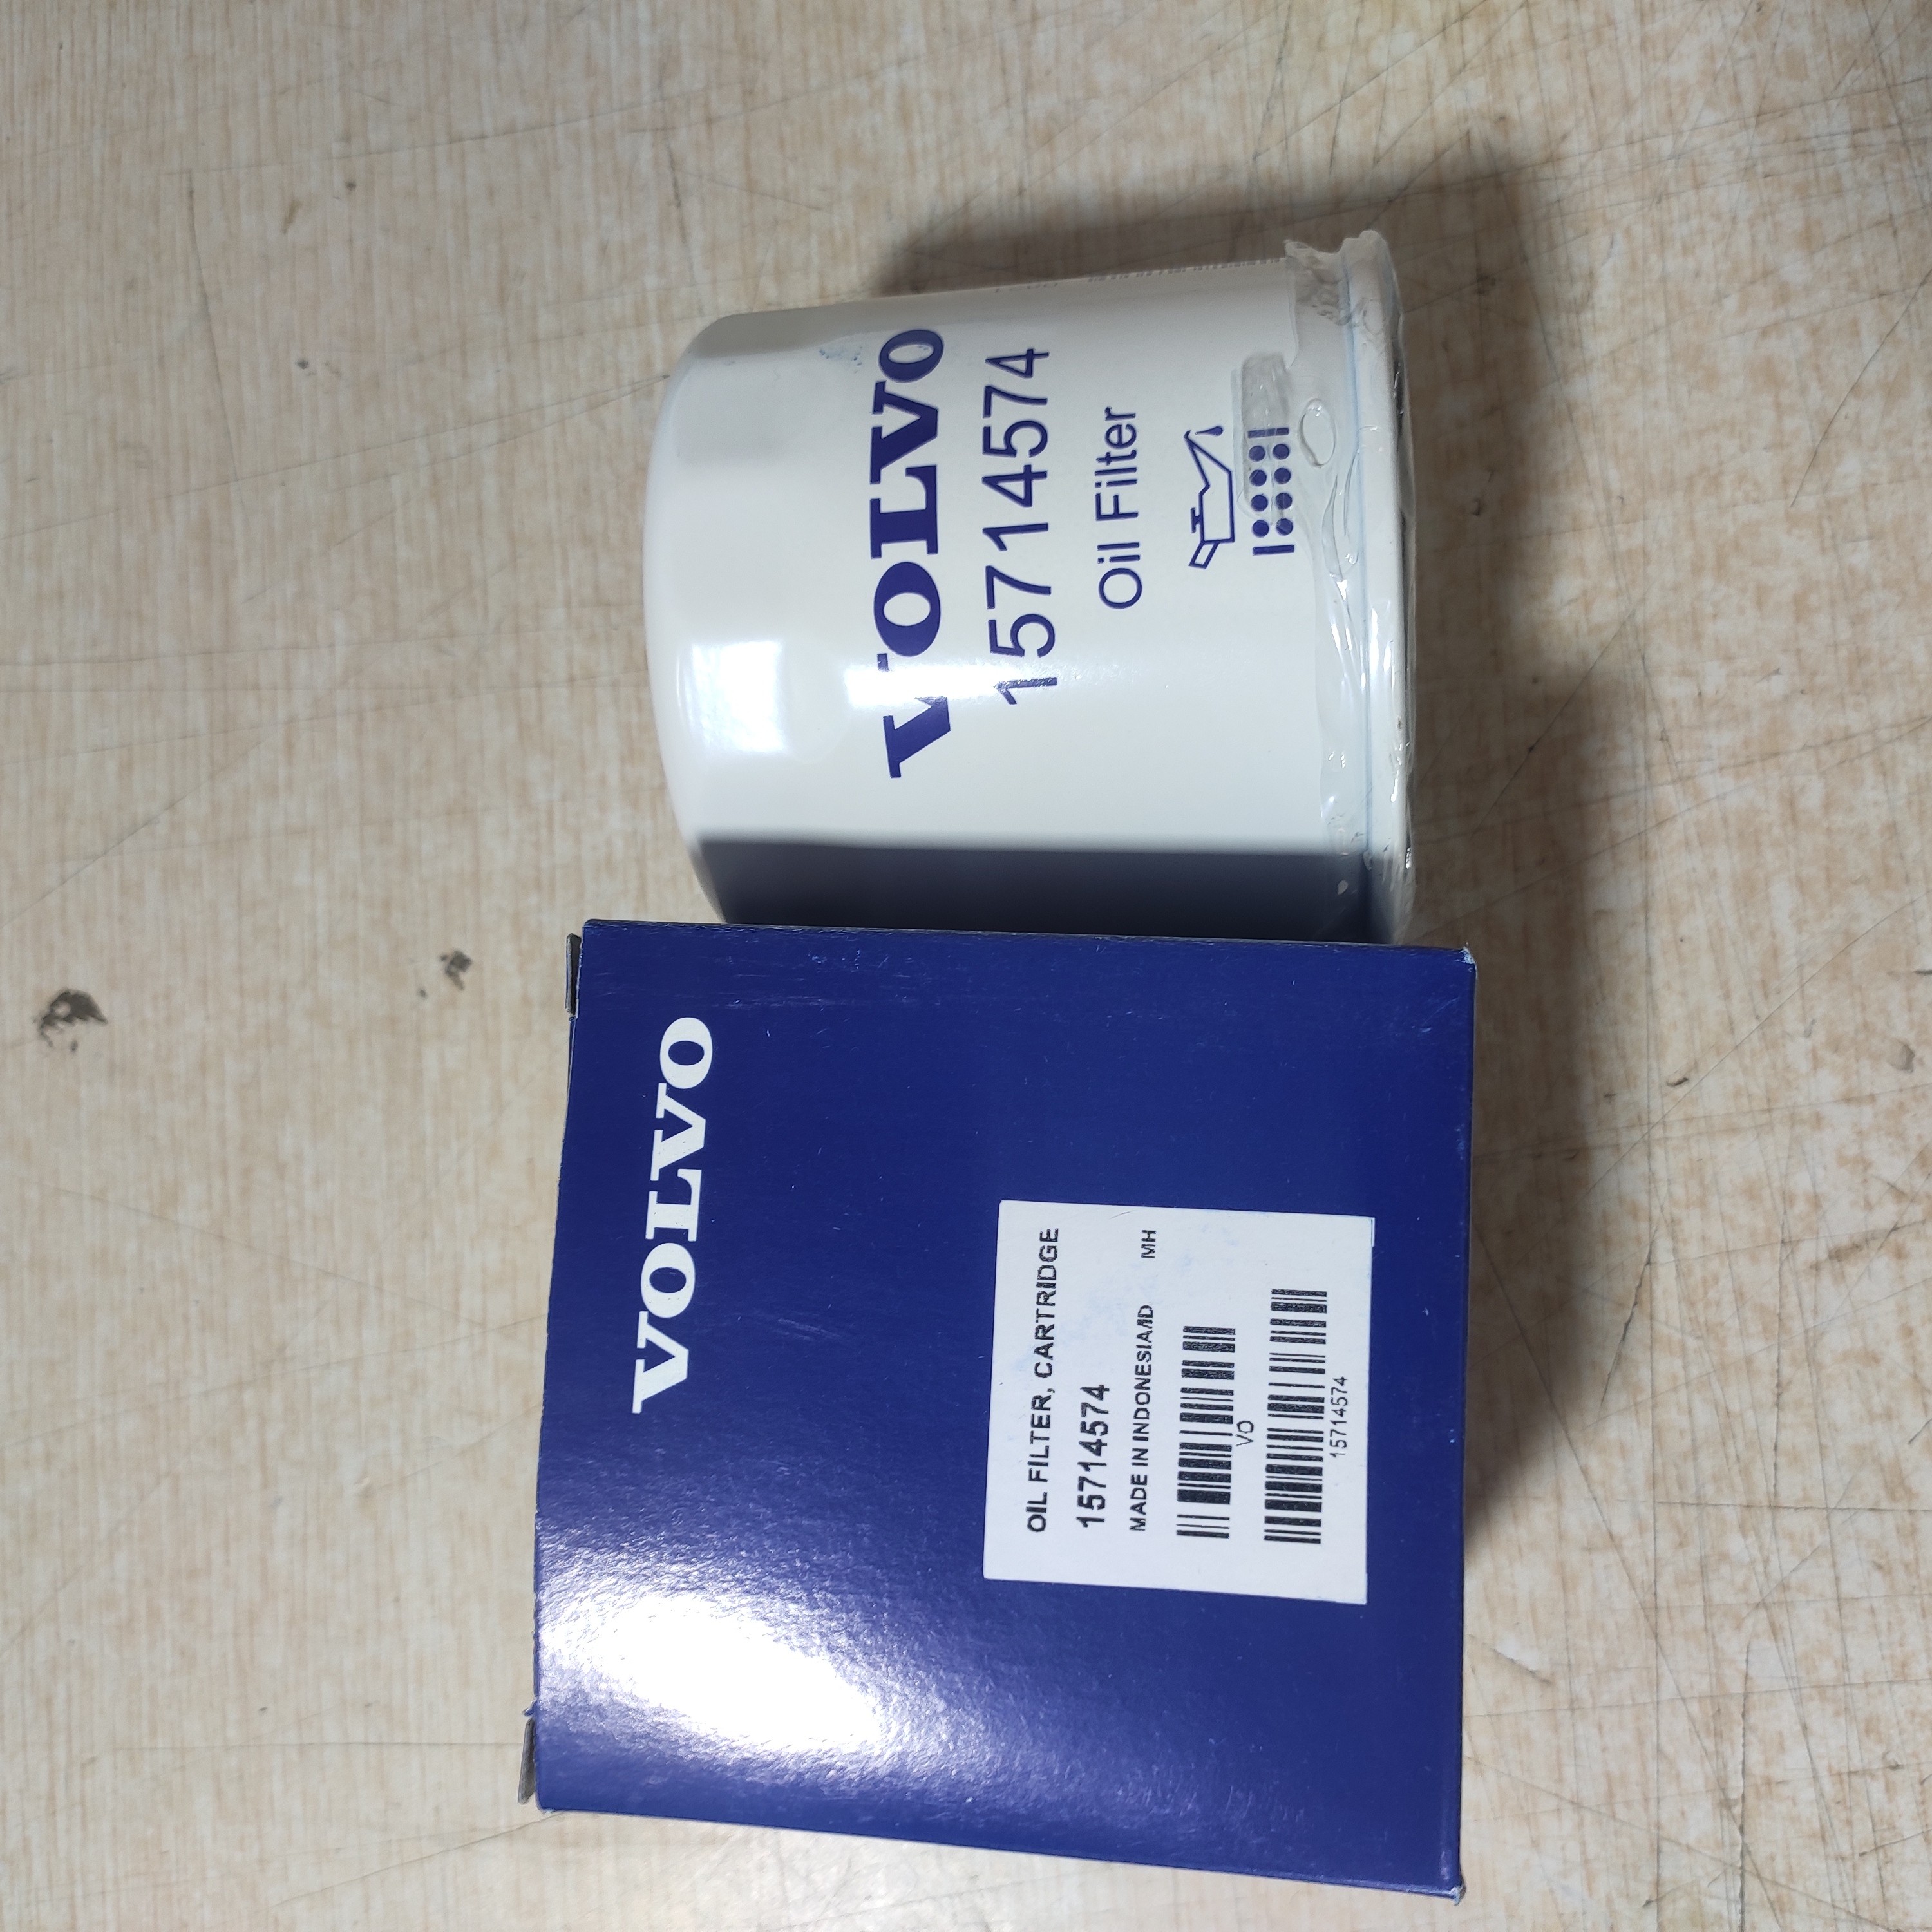 VOLVO
15714574
Oil Filter
VOLVO
OIL FILTER, CARTRIDGE
15714574
MADE IN INDONESIA/ID MH
VO
15714574